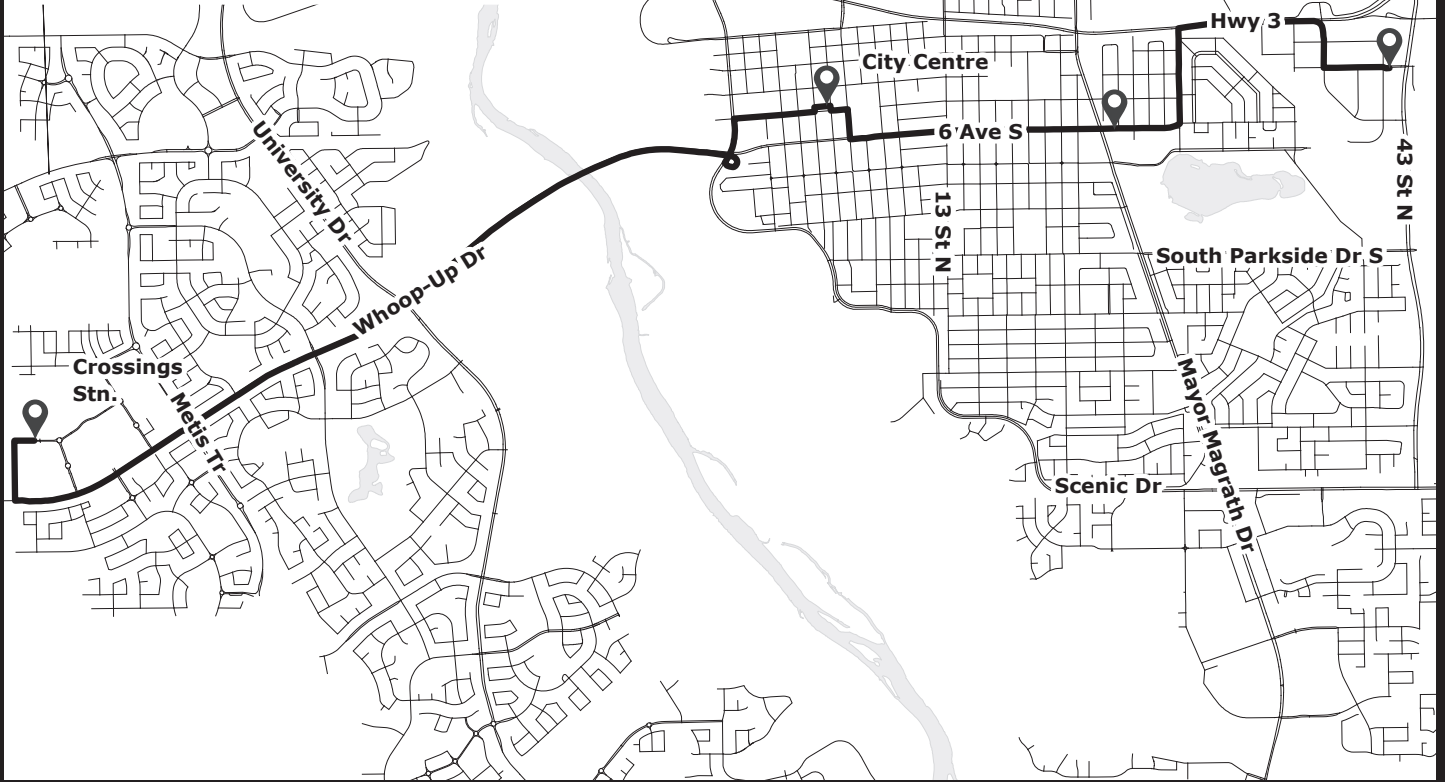 Hwy 3
City Centre
6 Ave S
University Dr
43 St N
13 St N
Whoop-Up Dr
South Parkside Dr S
Crossings
Stn.
Metis Tr
Mayor Magrath Dr
Scenic Dr